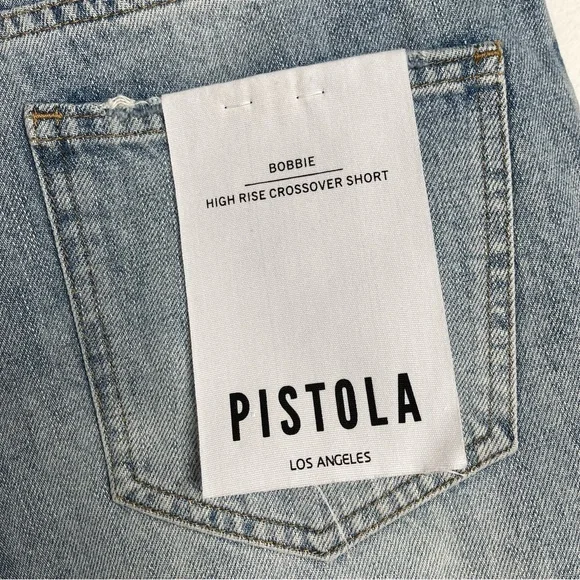 BOBBIE
HIGH RISE CROSSOVER SHORT
PISTOLA
LOS ANGELES